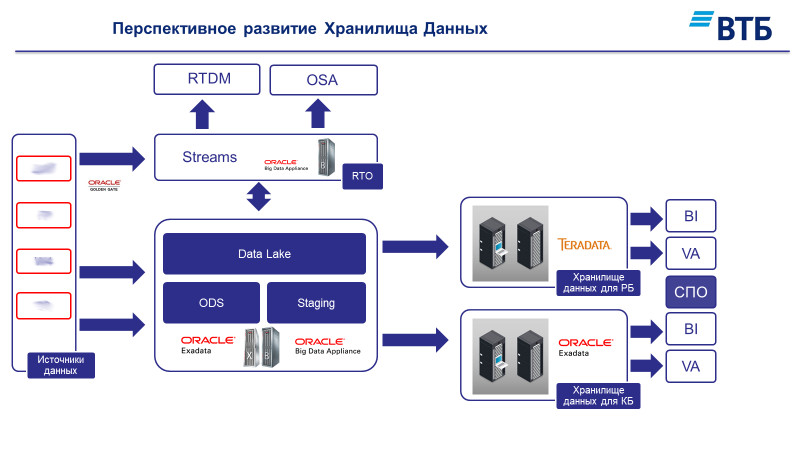 Перспективное развитие Хранилища Данных
ВТБ
RTDM
OSA
Streams
ORACLE
Big Data Appliance
B
RTO
ORACLE
GOLDEN GATE
Data Lake
ODS
Staging
ORACLE
Exadata
X
B
ORACLE
Big Data Appliance
Источники
данных
TERADATA
Хранилище
данных для РБ
ORACLE
Exadata
Хранилище
данных для КБ
BI
VA
СПО
BI
VA